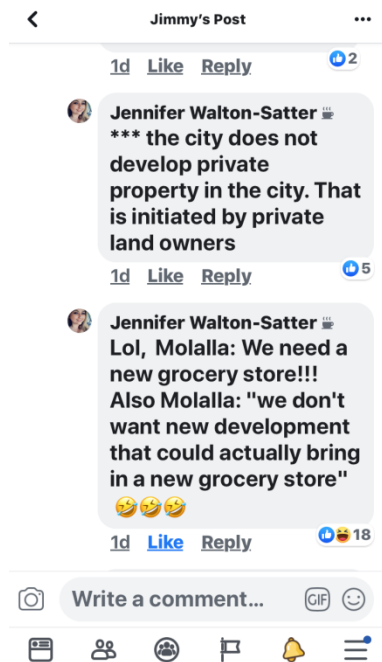 Jimmy's Post
2
1d Like Reply
Jennifer Walton-Satter
*** the city does not
develop private
property in the city. That
is initiated by private
land owners
5
1d Like Reply
Jennifer Walton-Satter
Lol, Molalla: We need a
new grocery store!!!
Also Molalla: "we don't
want new development
that could actually bring
in a new grocery store"
🤣🤣🤣
18
1d Like Reply
Write a comment...
GIF